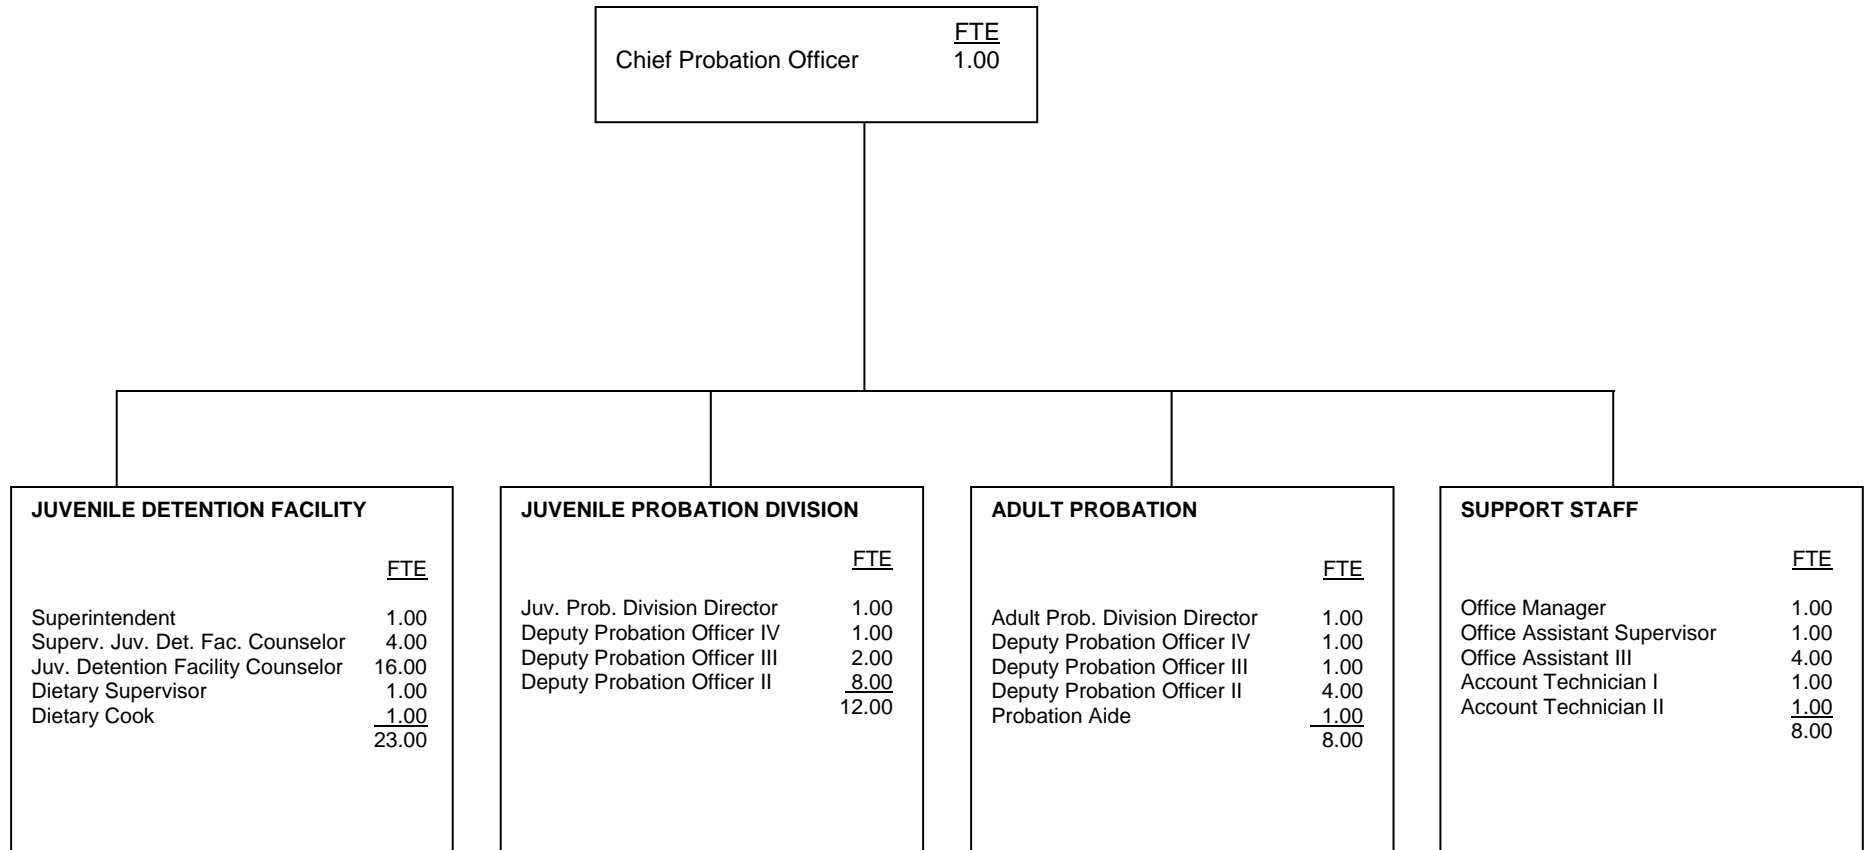 FTE
Chief Probation Officer 1.00
JUVENILE DETENTION FACILITY
FTE
Superintendent 1.00
Superv. Juv. Det. Fac. Counselor 4.00
Juv. Detention Facility Counselor 16.00
Dietary Supervisor 1.00
Dietary Cook 1.00
23.00
JUVENILE PROBATION DIVISION
FTE
Juv. Prob. Division Director 1.00
Deputy Probation Officer IV 1.00
Deputy Probation Officer III 2.00
Deputy Probation Officer II 8.00
12.00
ADULT PROBATION
FTE
Adult Prob. Division Director 1.00
Deputy Probation Officer IV 1.00
Deputy Probation Officer III 1.00
Deputy Probation Officer II 4.00
Probation Aide 1.00
8.00
SUPPORT STAFF
FTE
Office Manager 1.00
Office Assistant Supervisor 1.00
Office Assistant III 4.00
Account Technician I 1.00
Account Technician II 1.00
8.00